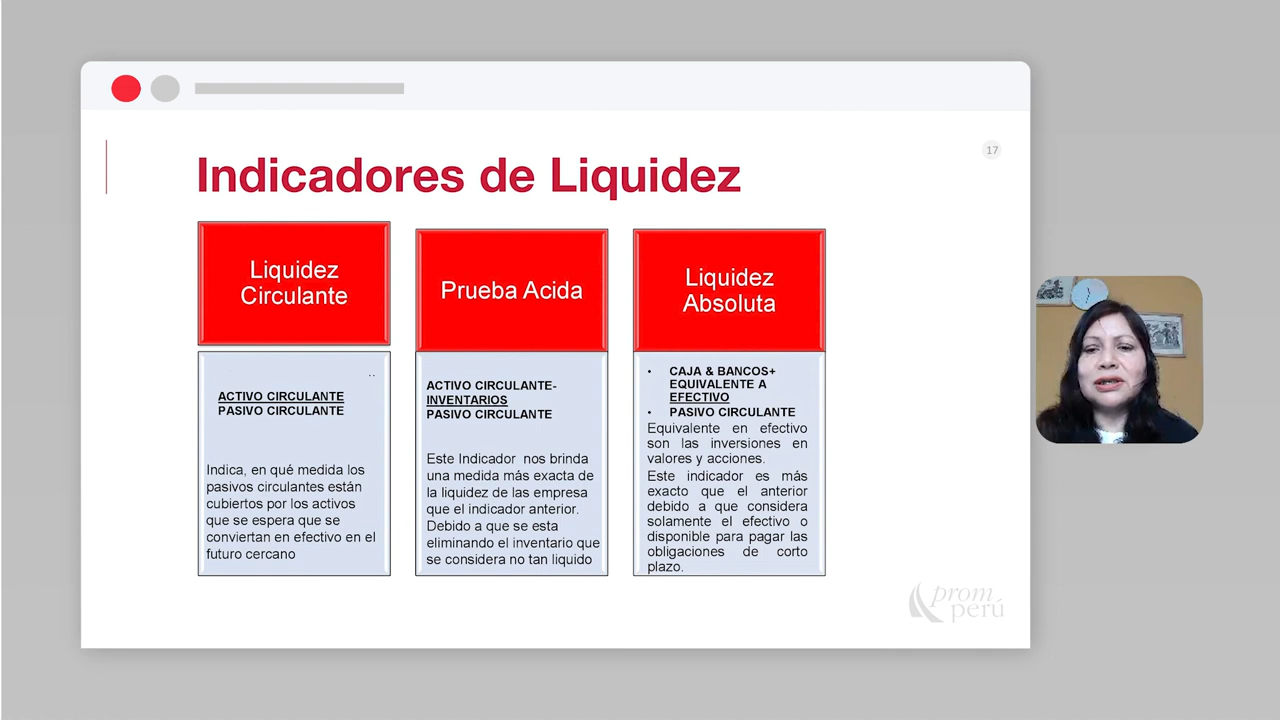 17
Indicadores de Liquidez
Liquidez
Circulante
..
ACTIVO CIRCULANTE
PASIVO CIRCULANTE
Indica, en qué medida los
pasivos circulantes están
cubiertos por los activos
que se espera que se
conviertan en efectivo en el
futuro cercano
Prueba Acida
ACTIVO CIRCULANTE-
INVENTARIOS
PASIVO CIRCULANTE
Este Indicador nos brinda
una medida más exacta de
la liquidez de las empresa
que el indicador anterior.
Debido a que se esta
eliminando el inventario que
se considera no tan liquido
Liquidez
Absoluta
• CAJA & BANCOS+
EQUIVALENTE A
EFECTIVO
• PASIVO CIRCULANTE
Equivalente en efectivo
son las inversiones en
valores y acciones.
Este indicador es más
exacto que el anterior
debido a que considera
solamente el efectivo o
disponible para pagar las
obligaciones de corto
plazo.
prom
perú